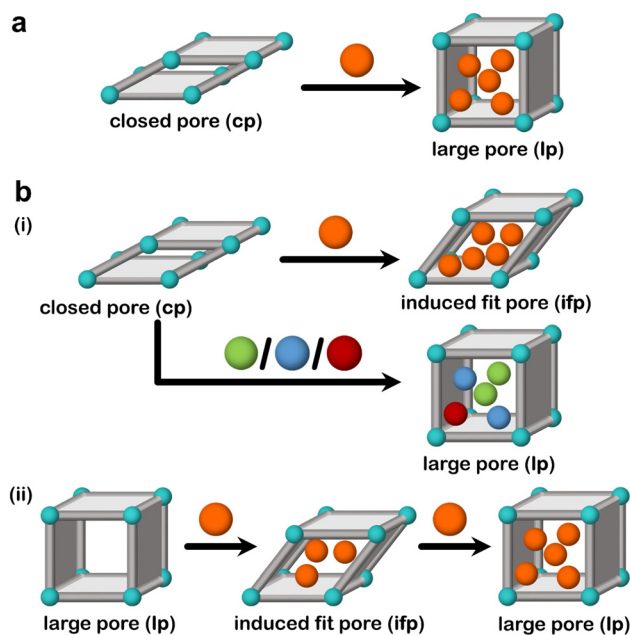 a
closed pore (cp)
large pore (lp)
b
(i)
closed pore (cp)
induced fit pore (ifp)
/ /
large pore (lp)
(ii)
large pore (lp)
induced fit pore (ifp)
large pore (lp)